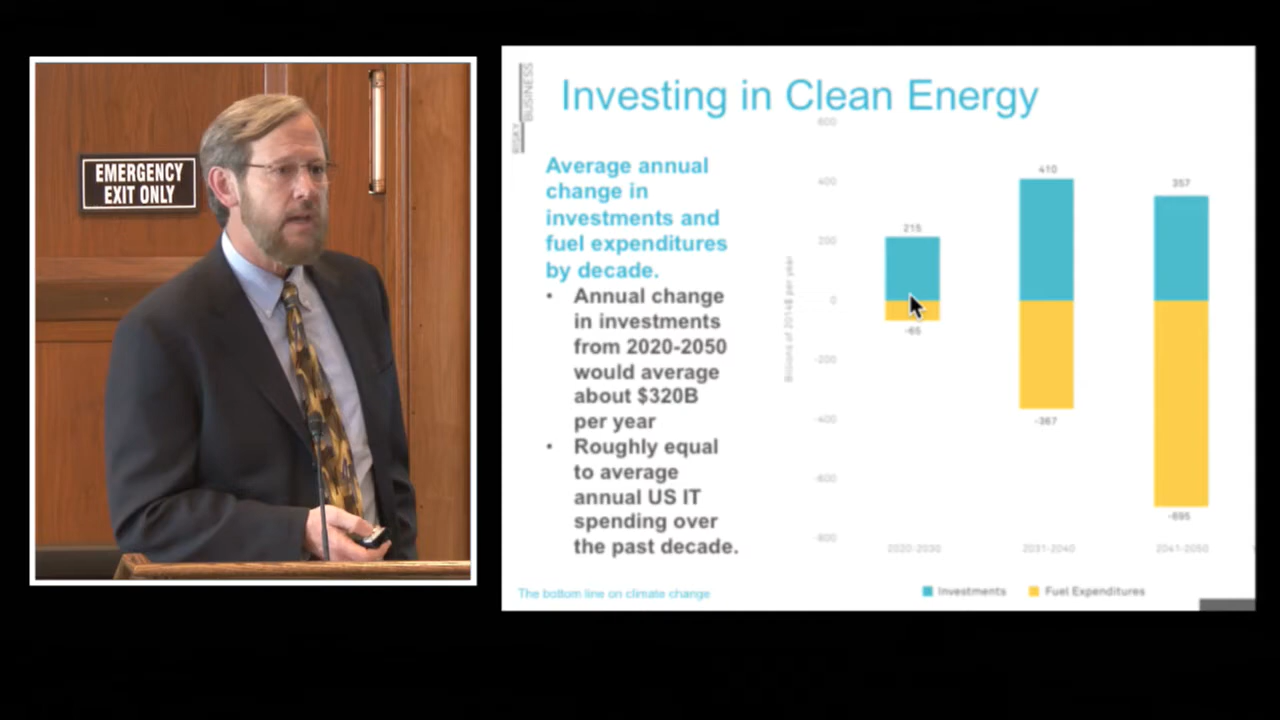 EMERGENCY
EXIT ONLY
RISKY
BUSINESS
Investing in Clean Energy
Average annual
change in
investments and
fuel expenditures
by decade.
• Annual change
in investments
from 2020-2050
would average
about $320B
per year
• Roughly equal
to average
annual US IT
spending over
the past decade.
The bottom line on climate change
Billions of 2014$ per year
600
400
200
0
-200
-400
-600
-800
215
410
357
-65
-367
-695
2020-2030
2031-2040
2041-2050
Investments
Fuel Expenditures